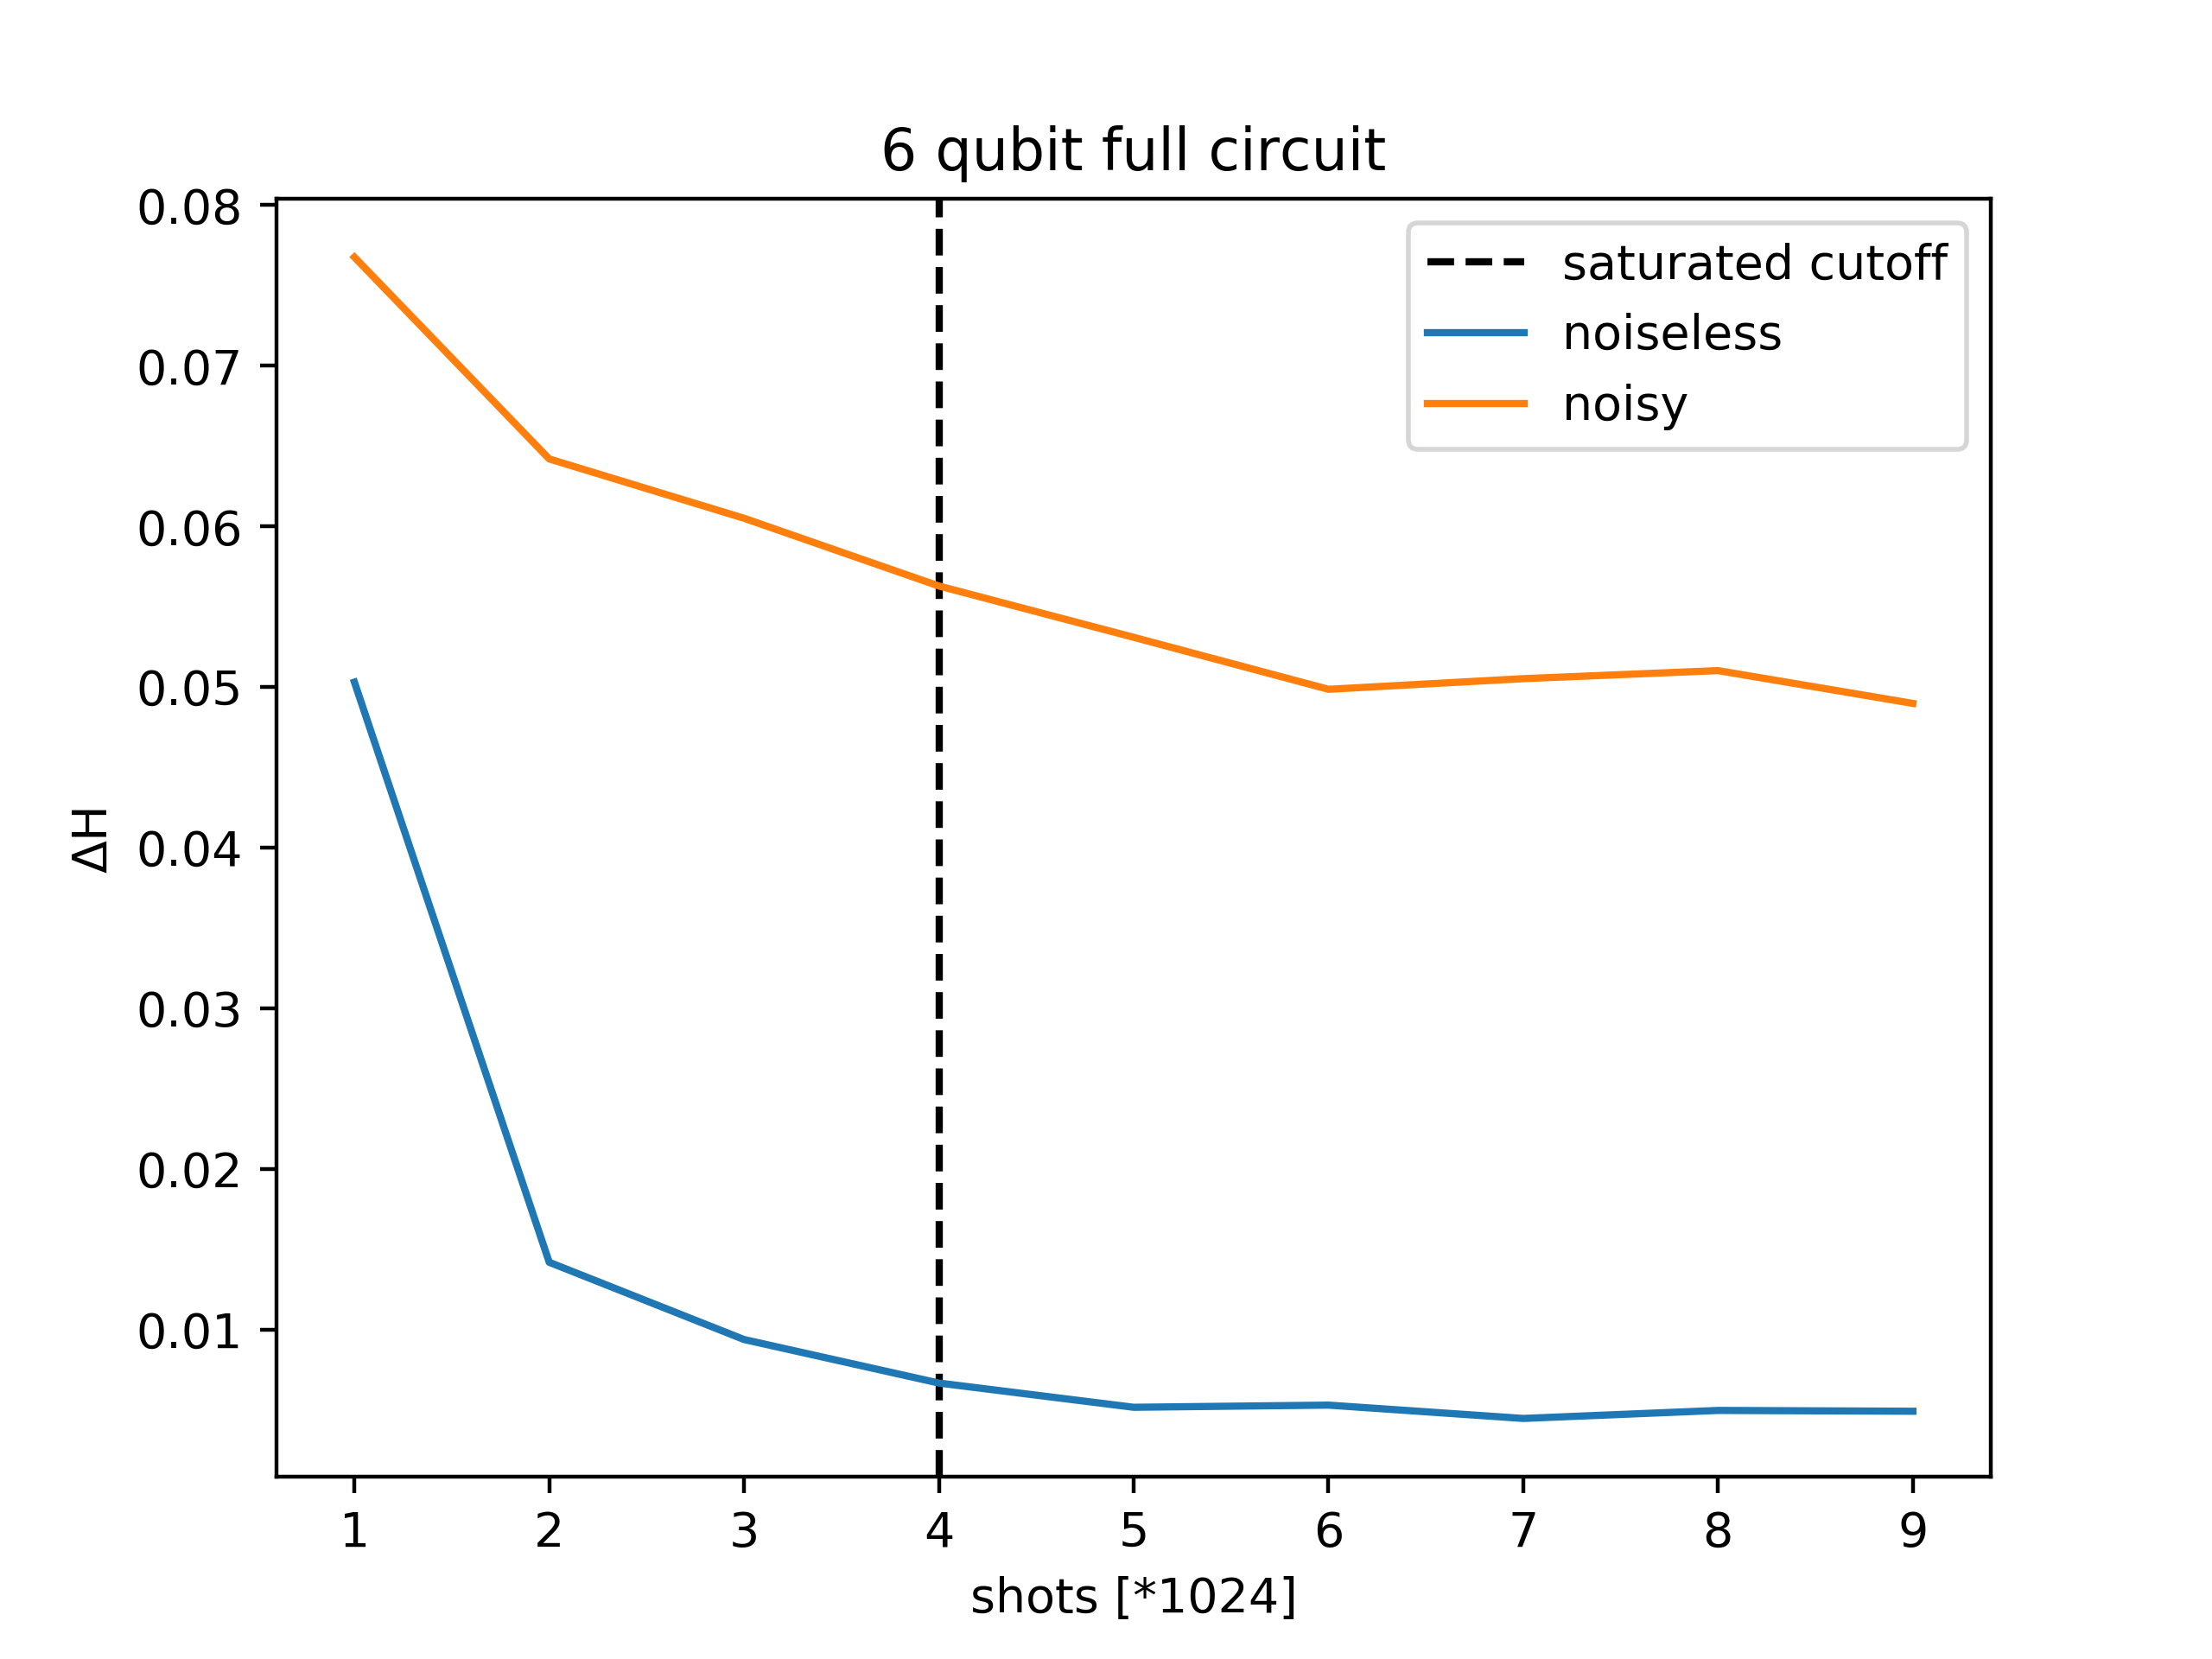 6 qubit full circuit
0.08
0.07
0.06
0.05
0.04
0.03
0.02
0.01
ΔH
saturated cutoff
noiseless
noisy
1 2 3 4 5 6 7 8 9
shots [*1024]